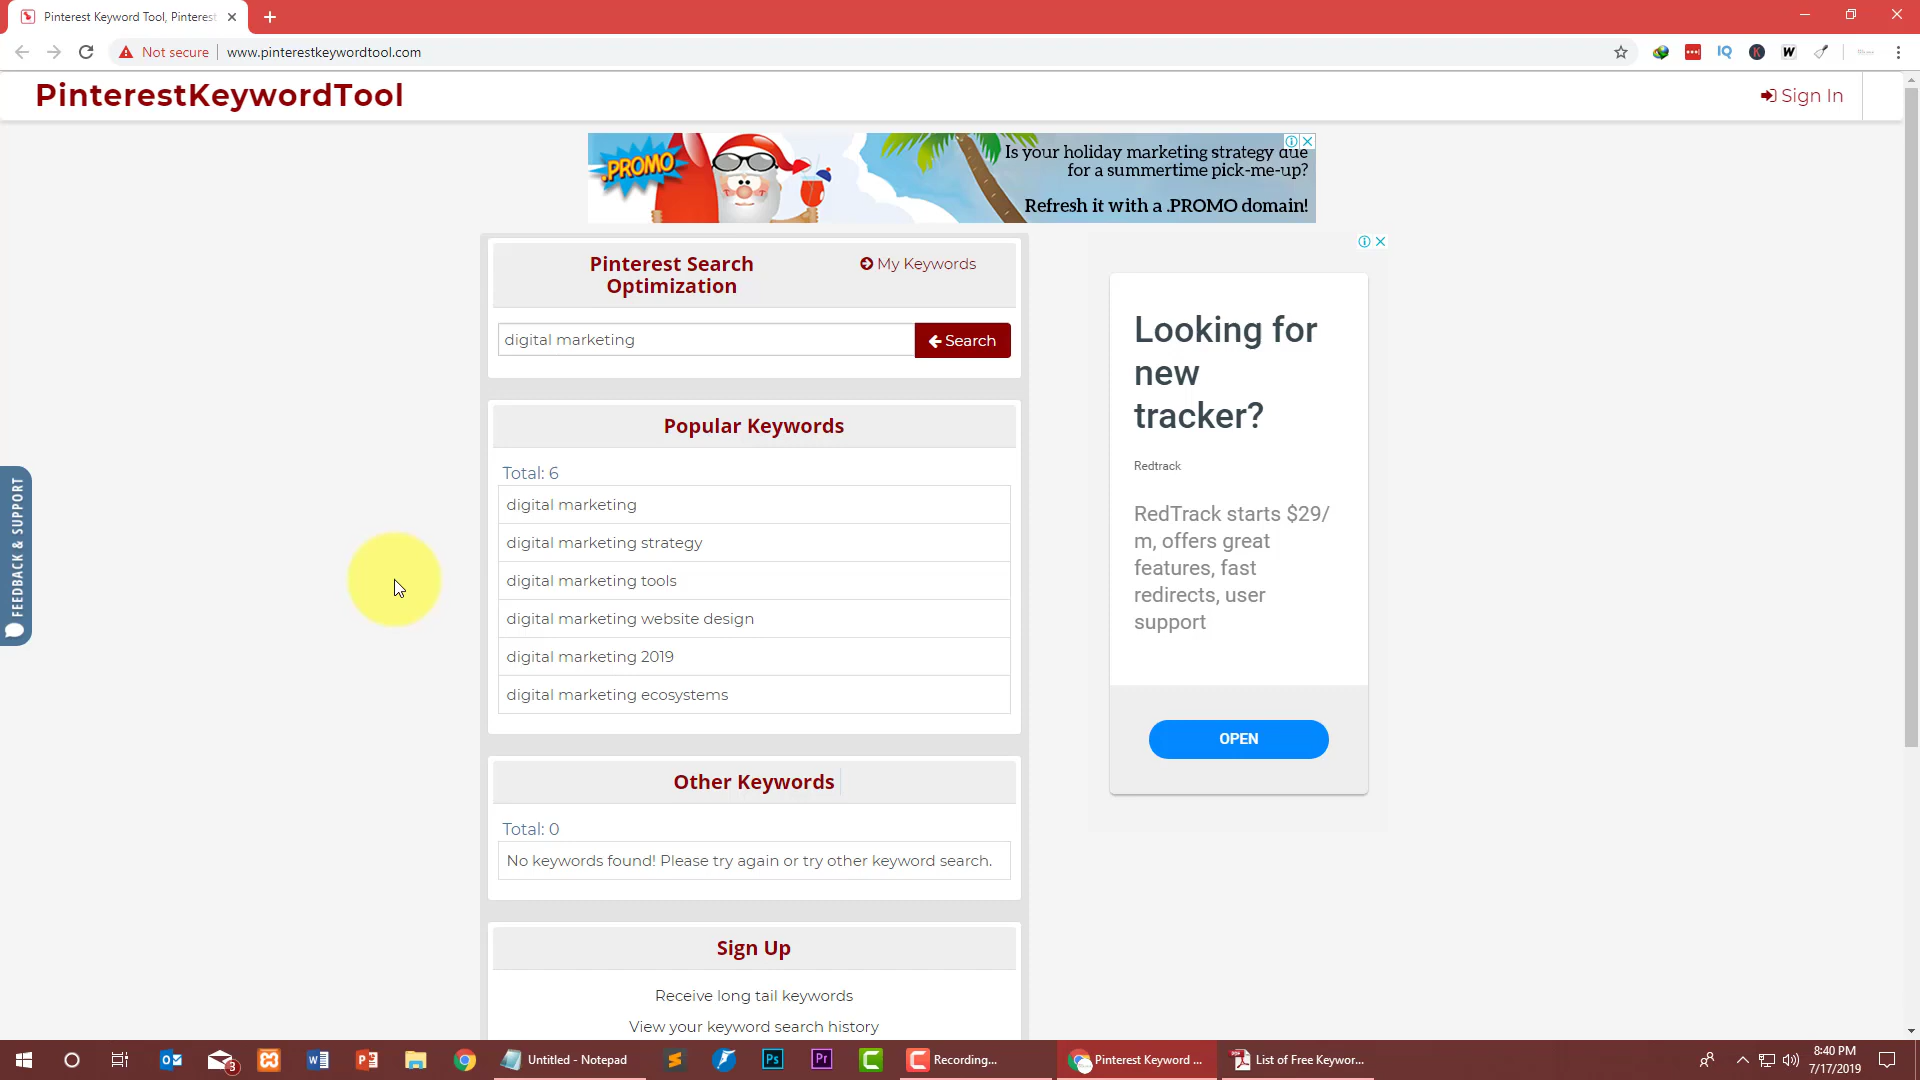 Pinterest Keyword Tool, Pinterest
Not secure
www.pinterestkeywordtool.com
IQ
K
W
PinterestKeywordTool
Sign In
.PROMO
Is your holiday marketing strategy due
for a summertime pick-me-up?
Refresh it with a .PROMO domain!
Pinterest Search
Optimization
My Keywords
digital marketing
Search
Popular Keywords
Total: 6
digital marketing
digital marketing strategy
digital marketing tools
digital marketing website design
digital marketing 2019
digital marketing ecosystems
Other Keywords
Total: 0
No keywords found! Please try again or try other keyword search.
Sign Up
Receive long tail keywords
View your keyword search history
Looking for
new
tracker?
Redtrack
RedTrack starts $29/
m, offers great
features, fast
redirects, user
support
OPEN
FEEDBACK & SUPPORT
3
Untitled - Notepad
Ps
Pr
Recording...
Pinterest Keyword ...
List of Free Keywor...
8:40 PM
7/17/2019